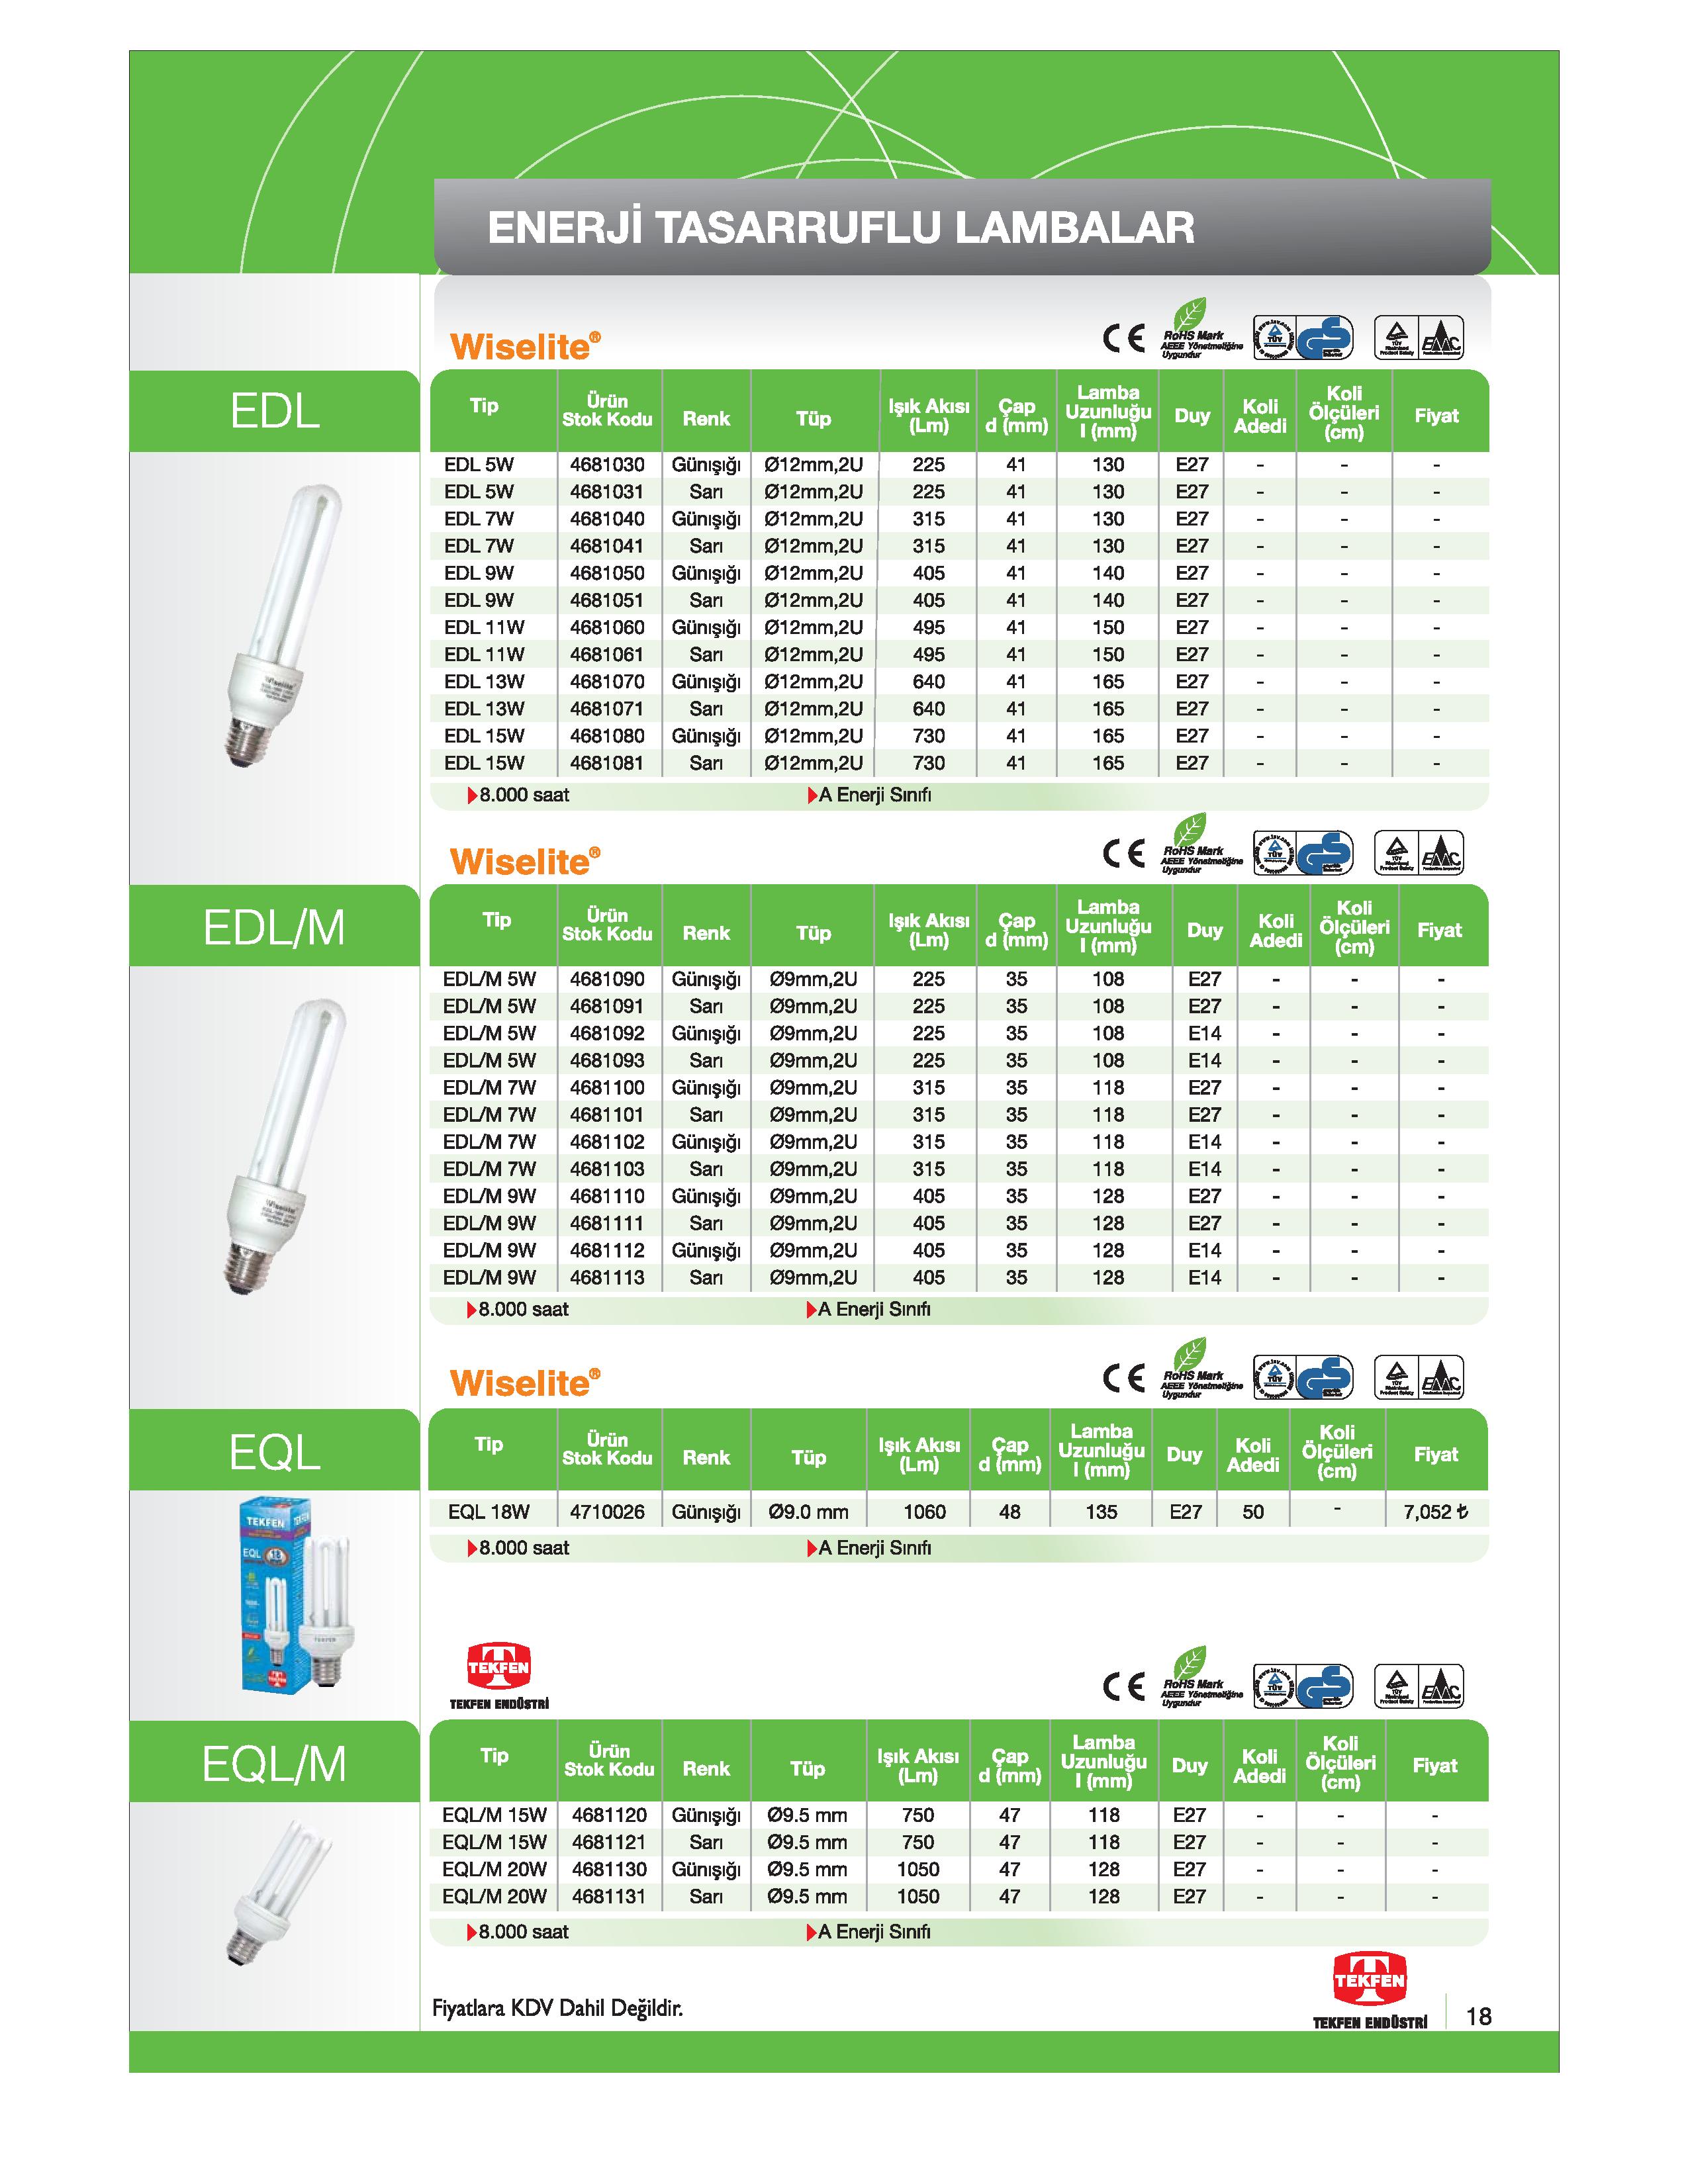 ENERJİ TASARRUFLU LAMBALAR
Wiselite®
CE RoHS Mark AEEE Yönetmeliğine Uygundur
EDL
Tip Ürün Stok Kodu Renk Tüp Işık Akısı (Lm) Çap d (mm) Lamba Uzunluğu l (mm) Duy Koli Adedi Koli Ölçüleri (cm) Fiyat
EDL 5W 4681030 Günışığı Ø12mm,2U 225 41 130 E27 - - -
EDL 5W 4681031 Sarı Ø12mm,2U 225 41 130 E27 - - -
EDL 7W 4681040 Günışığı Ø12mm,2U 315 41 130 E27 - - -
EDL 7W 4681041 Sarı Ø12mm,2U 315 41 130 E27 - - -
EDL 9W 4681050 Günışığı Ø12mm,2U 405 41 140 E27 - - -
EDL 9W 4681051 Sarı Ø12mm,2U 405 41 140 E27 - - -
EDL 11W 4681060 Günışığı Ø12mm,2U 495 41 150 E27 - - -
EDL 11W 4681061 Sarı Ø12mm,2U 495 41 150 E27 - - -
EDL 13W 4681070 Günışığı Ø12mm,2U 640 41 165 E27 - - -
EDL 13W 4681071 Sarı Ø12mm,2U 640 41 165 E27 - - -
EDL 15W 4681080 Günışığı Ø12mm,2U 730 41 165 E27 - - -
EDL 15W 4681081 Sarı Ø12mm,2U 730 41 165 E27 - - -
8.000 saat A Enerji Sınıfı
Wiselite®
CE RoHS Mark AEEE Yönetmeliğine Uygundur
EDL/M
Tip Ürün Stok Kodu Renk Tüp Işık Akısı (Lm) Çap d (mm) Lamba Uzunluğu l (mm) Duy Koli Adedi Koli Ölçüleri (cm) Fiyat
EDL/M 5W 4681090 Günışığı Ø9mm,2U 225 35 108 E27 - - -
EDL/M 5W 4681091 Sarı Ø9mm,2U 225 35 108 E27 - - -
EDL/M 5W 4681092 Günışığı Ø9mm,2U 225 35 108 E14 - - -
EDL/M 5W 4681093 Sarı Ø9mm,2U 225 35 108 E14 - - -
EDL/M 7W 4681100 Günışığı Ø9mm,2U 315 35 118 E27 - - -
EDL/M 7W 4681101 Sarı Ø9mm,2U 315 35 118 E27 - - -
EDL/M 7W 4681102 Günışığı Ø9mm,2U 315 35 118 E14 - - -
EDL/M 7W 4681103 Sarı Ø9mm,2U 315 35 118 E14 - - -
EDL/M 9W 4681110 Günışığı Ø9mm,2U 405 35 128 E27 - - -
EDL/M 9W 4681111 Sarı Ø9mm,2U 405 35 128 E27 - - -
EDL/M 9W 4681112 Günışığı Ø9mm,2U 405 35 128 E14 - - -
EDL/M 9W 4681113 Sarı Ø9mm,2U 405 35 128 E14 - - -
8.000 saat A Enerji Sınıfı
Wiselite®
CE RoHS Mark AEEE Yönetmeliğine Uygundur
EQL
Tip Ürün Stok Kodu Renk Tüp Işık Akısı (Lm) Çap d (mm) Lamba Uzunluğu l (mm) Duy Koli Adedi Koli Ölçüleri (cm) Fiyat
EQL 18W 4710026 Günışığı Ø9.0 mm 1060 48 135 E27 50 - 7,052 ₺
8.000 saat A Enerji Sınıfı
TEKFEN
EQL
TEKFEN
TEKFEN ENDÜSTRİ
CE RoHS Mark AEEE Yönetmeliğine Uygundur
EQL/M
Tip Ürün Stok Kodu Renk Tüp Işık Akısı (Lm) Çap d (mm) Lamba Uzunluğu l (mm) Duy Koli Adedi Koli Ölçüleri (cm) Fiyat
EQL/M 15W 4681120 Günışığı Ø9.5 mm 750 47 118 E27 - - -
EQL/M 15W 4681121 Sarı Ø9.5 mm 750 47 118 E27 - - -
EQL/M 20W 4681130 Günışığı Ø9.5 mm 1050 47 128 E27 - - -
EQL/M 20W 4681131 Sarı Ø9.5 mm 1050 47 128 E27 - - -
8.000 saat A Enerji Sınıfı
Fiyatlara KDV Dahil Değildir.
TEKFEN
TEKFEN ENDÜSTRİ
18